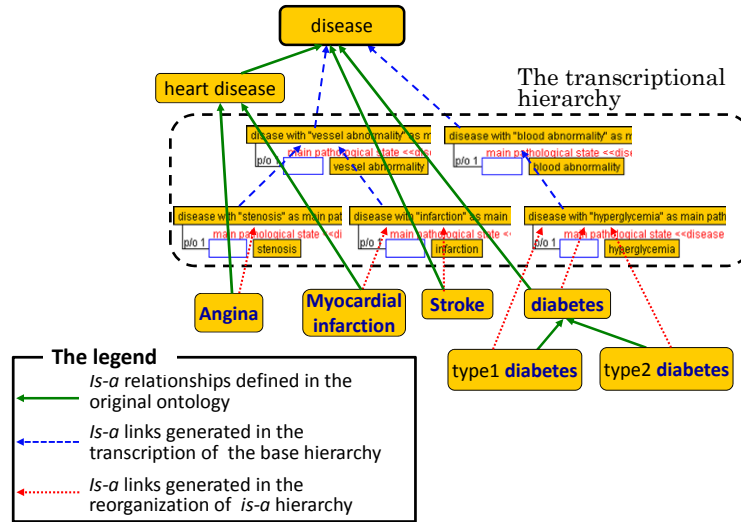 disease
heart disease
The transcriptional
hierarchy
disease with "vessel abnormality" as m
main pathological state <<dise
p/o 1
vessel abnormality
disease with "blood abnormality" as m
main pathological state <<dise
p/o 1
blood abnormality
disease with "stenosis" as main pat
main pathological state <<di
p/o 1
stenosis
disease with "infarction" as main
main pathological state <<
p/o 1
infarction
disease with "hyperglycemia" as main path
main pathological state <<disease
p/o 1
hyperglycemia
Angina
Myocardial
infarction
Stroke
diabetes
type1 diabetes
type2 diabetes
The legend
Is-a relationships defined in the
original ontology
Is-a links generated in the
transcription of the base hierarchy
Is-a links generated in the
reorganization of is-a hierarchy